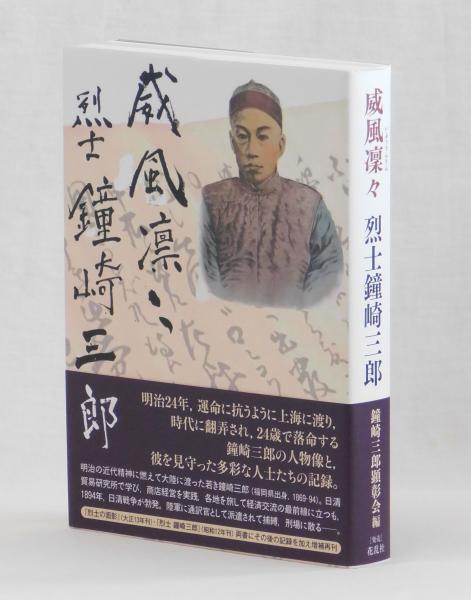 威風凛々
烈士 鐘崎三郎
明治24年，運命に抗うように上海に渡り，
時代に翻弄され，24歳で落命する
鐘崎三郎の人物像と，
彼を見守った多彩な人士たちの記録。
明治の近代精神に燃えて大陸に渡った若き鐘崎三郎（福岡県出身，1869-94）。日清
貿易研究所で学び，商店経営を実践。各地を旅して経済交流の最前線に立つも，
1894年，日清戦争が勃発。陸軍に通訳官として派遣されて捕縛，刑場に散る——。
『烈士の面影』（大正13年刊）・『烈士 鐘崎三郎』（昭和12年刊）両書にその後の記録を加え増補再刊
威風凛々 烈士鐘崎三郎
鐘崎三郎顕彰会編
花乱社